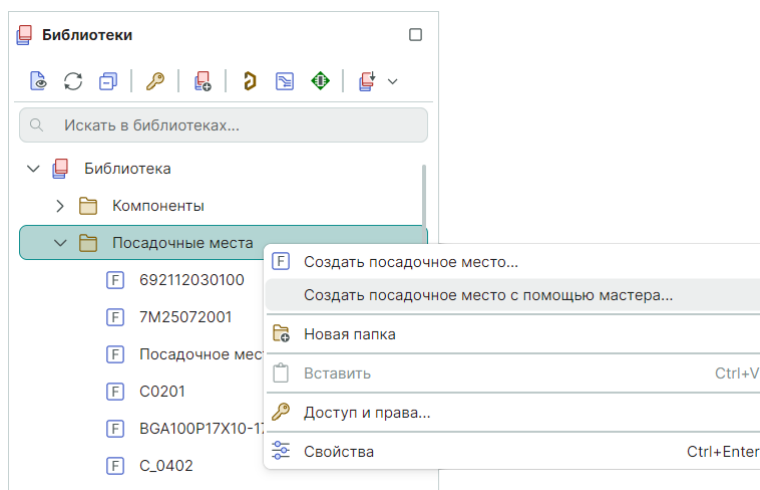 Библиотеки
Искать в библиотеках...
Библиотека
Компоненты
Посадочные места
F Создать посадочное место...
F 692112030100
Создать посадочное место с помощью мастера...
F 7M25072001
Новая папка
F Посадочное мес
Вставить Ctrl+V
F C0201
Доступ и права...
F BGA100P17X10-17
Свойства Ctrl+Enter
F C_0402